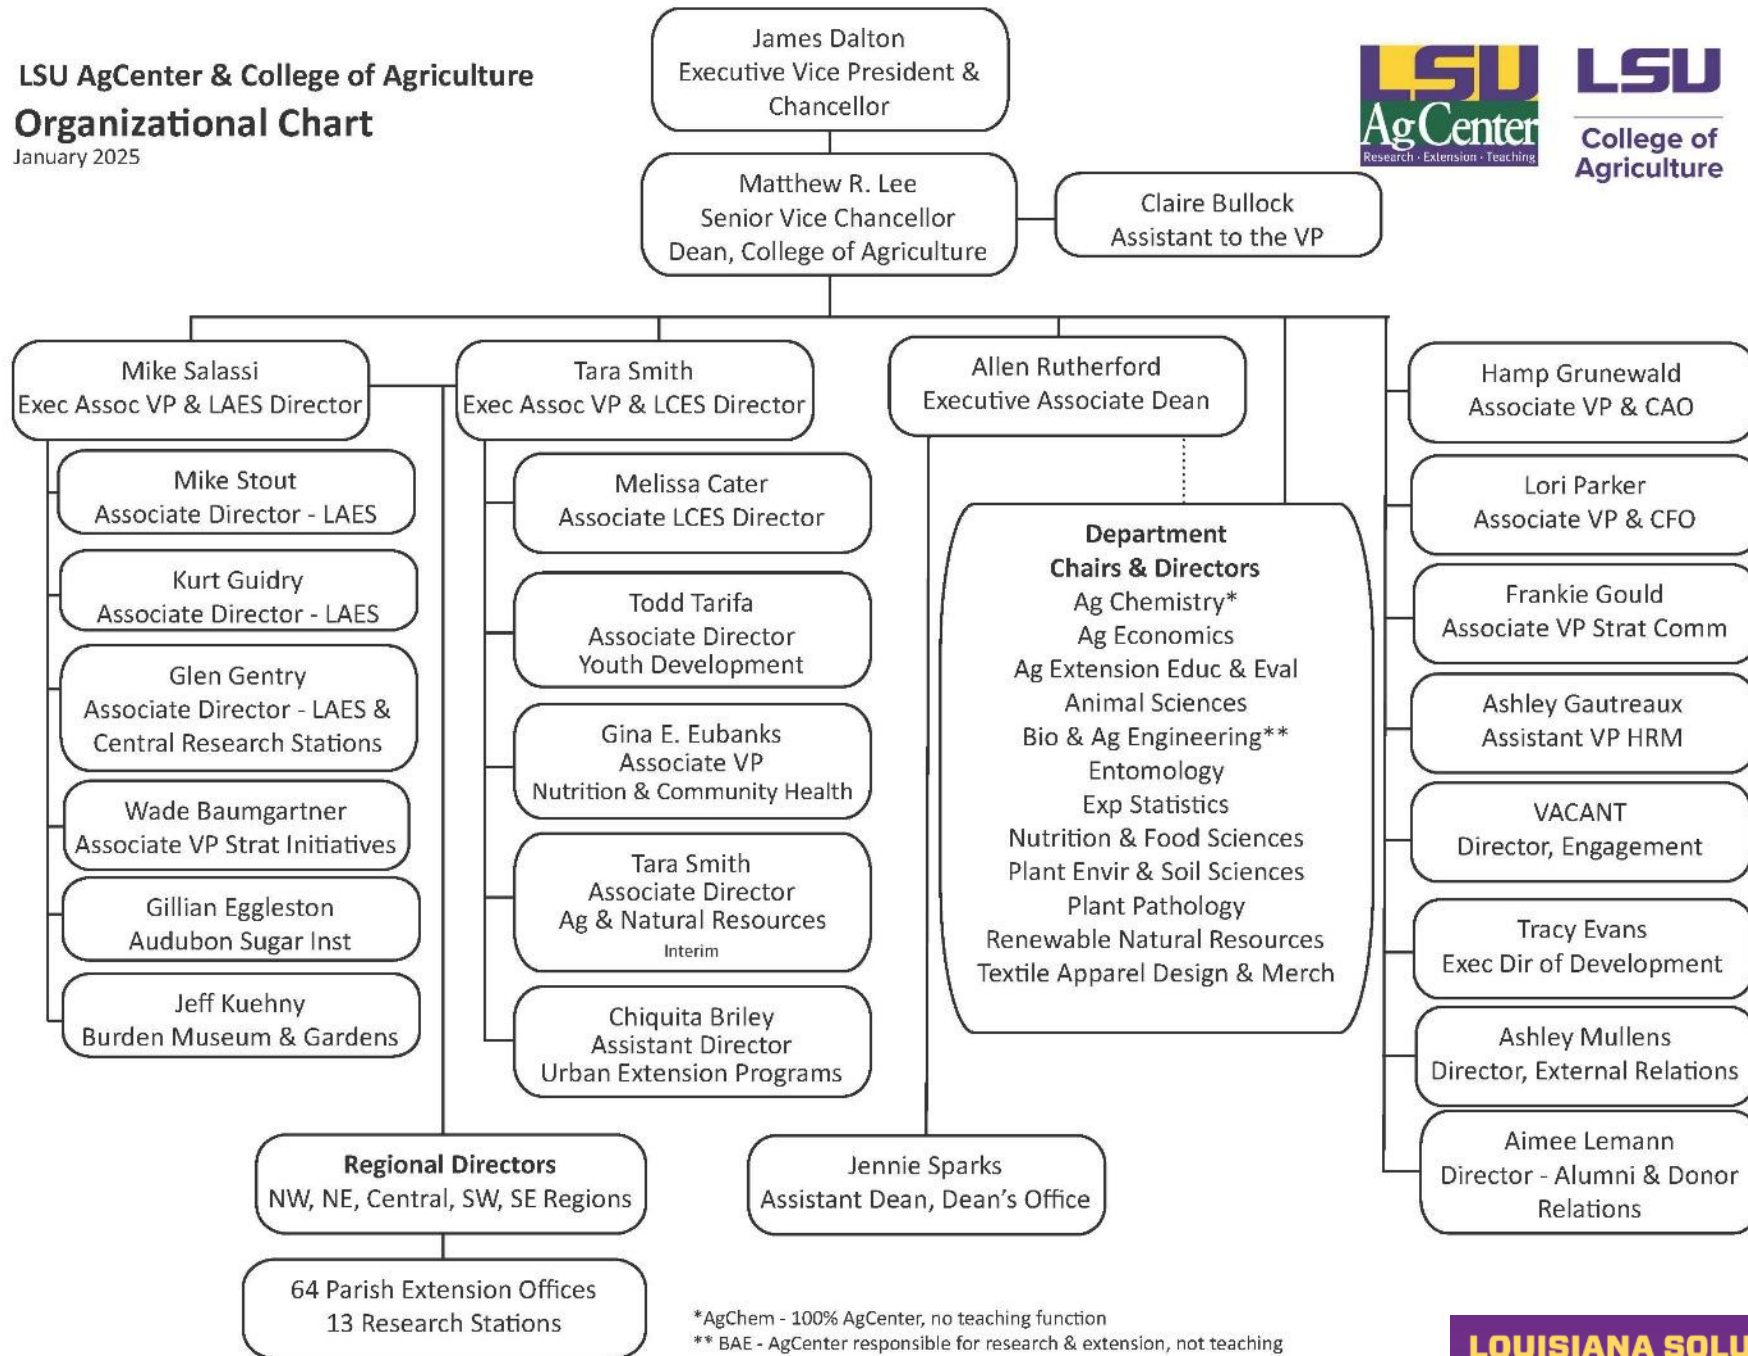 LSU AgCenter & College of Agriculture
Organizational Chart
January 2025
James Dalton
Executive Vice President &
Chancellor
LSU
AgCenter
Research · Extension · Teaching
LSU
College of
Agriculture
Matthew R. Lee
Senior Vice Chancellor
Dean, College of Agriculture
Claire Bullock
Assistant to the VP
Mike Salassi
Exec Assoc VP & LAES Director
Mike Stout
Associate Director - LAES
Kurt Guidry
Associate Director - LAES
Glen Gentry
Associate Director - LAES &
Central Research Stations
Wade Baumgartner
Associate VP Strat Initiatives
Gillian Eggleston
Audubon Sugar Inst
Jeff Kuehny
Burden Museum & Gardens
Tara Smith
Exec Assoc VP & LCES Director
Melissa Cater
Associate LCES Director
Todd Tarifa
Associate Director
Youth Development
Gina E. Eubanks
Associate VP
Nutrition & Community Health
Tara Smith
Associate Director
Ag & Natural Resources
Interim
Chiquita Briley
Assistant Director
Urban Extension Programs
Regional Directors
NW, NE, Central, SW, SE Regions
64 Parish Extension Offices
13 Research Stations
Allen Rutherford
Executive Associate Dean
Department
Chairs & Directors
Ag Chemistry*
Ag Economics
Ag Extension Educ & Eval
Animal Sciences
Bio & Ag Engineering**
Entomology
Exp Statistics
Nutrition & Food Sciences
Plant Envir & Soil Sciences
Plant Pathology
Renewable Natural Resources
Textile Apparel Design & Merch
Jennie Sparks
Assistant Dean, Dean's Office
Hamp Grunewald
Associate VP & CAO
Lori Parker
Associate VP & CFO
Frankie Gould
Associate VP Strat Comm
Ashley Gautreaux
Assistant VP HRM
VACANT
Director, Engagement
Tracy Evans
Exec Dir of Development
Ashley Mullens
Director, External Relations
Aimee Lemann
Director - Alumni & Donor
Relations
*AgChem - 100% AgCenter, no teaching function
** BAE - AgCenter responsible for research & extension, not teaching
LOUISIANA SOLU